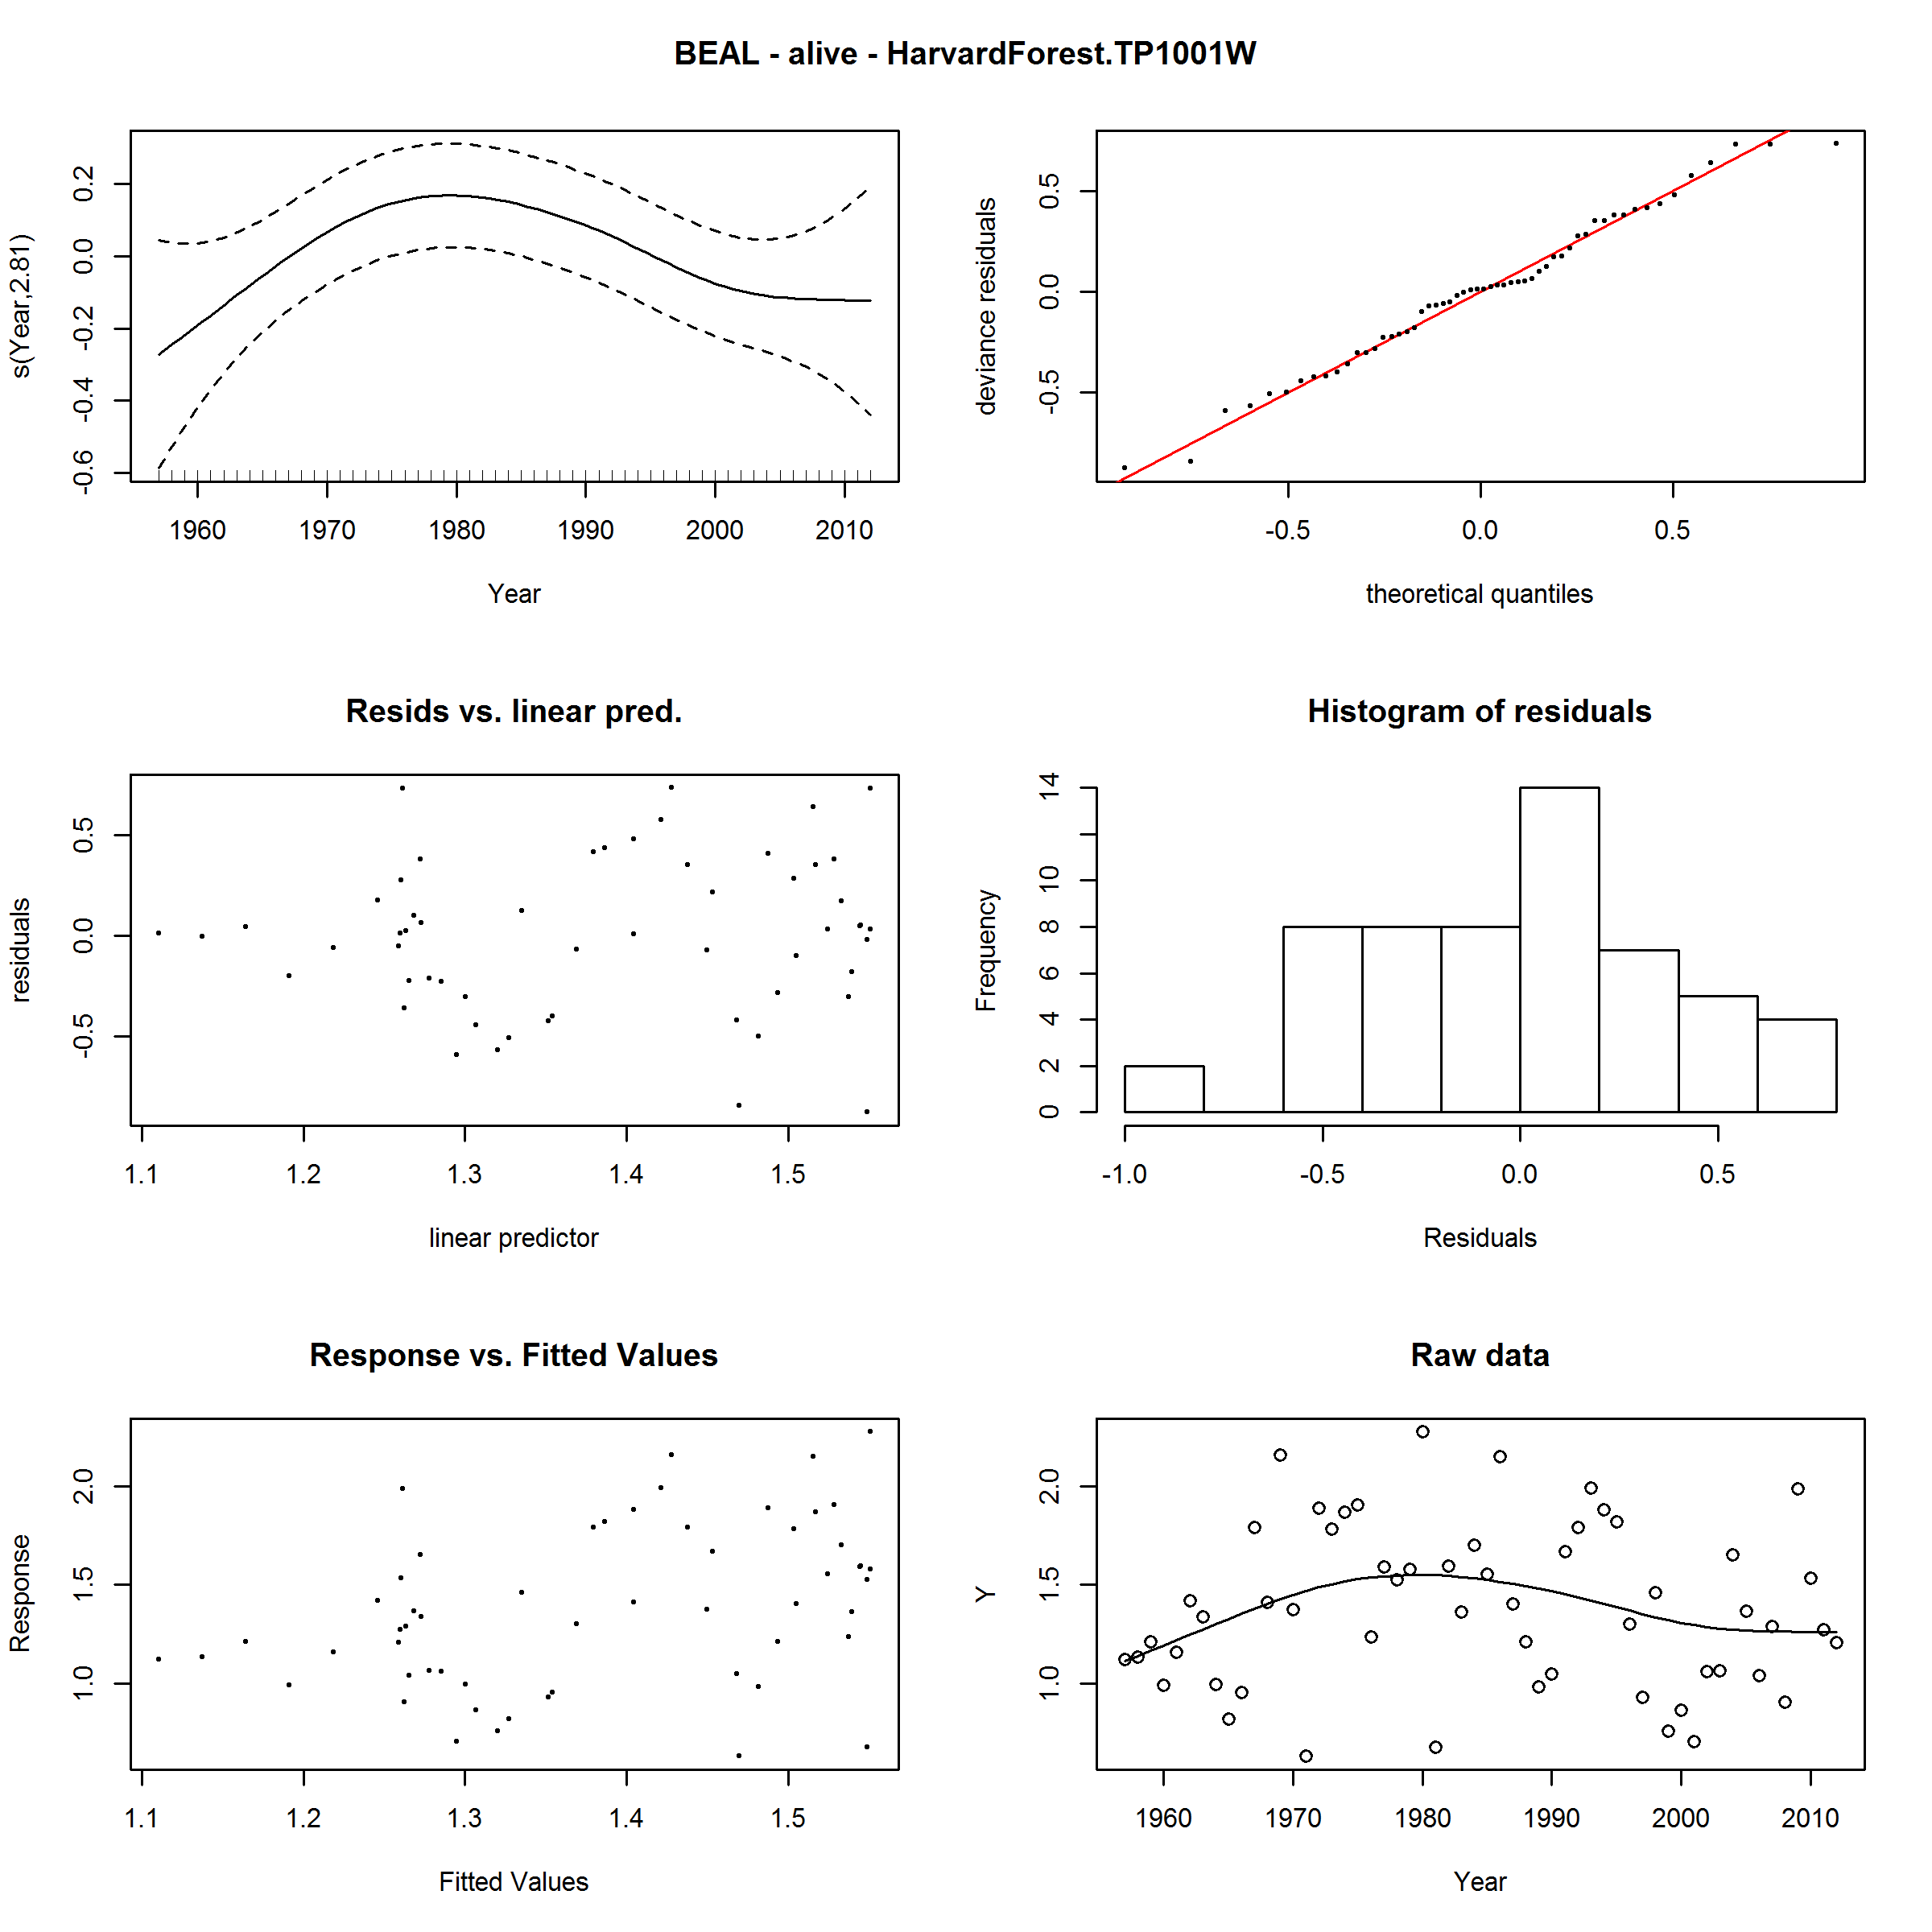 BEAL - alive - HarvardForest.TP1001W
s(Year,2.81)
0.2
0.0
-0.2
-0.4
-0.6
1960 1970 1980 1990 2000 2010
Year
deviance residuals
0.5
0.0
-0.5
-0.5 0.0 0.5
theoretical quantiles
Resids vs. linear pred.
residuals
0.5
0.0
-0.5
1.1 1.2 1.3 1.4 1.5
linear predictor
Histogram of residuals
Frequency
14
10
8
6
4
2
0
-1.0 -0.5 0.0 0.5
Residuals
Response vs. Fitted Values
Response
2.0
1.5
1.0
1.1 1.2 1.3 1.4 1.5
Fitted Values
Raw data
Y
2.0
1.5
1.0
1960 1970 1980 1990 2000 2010
Year